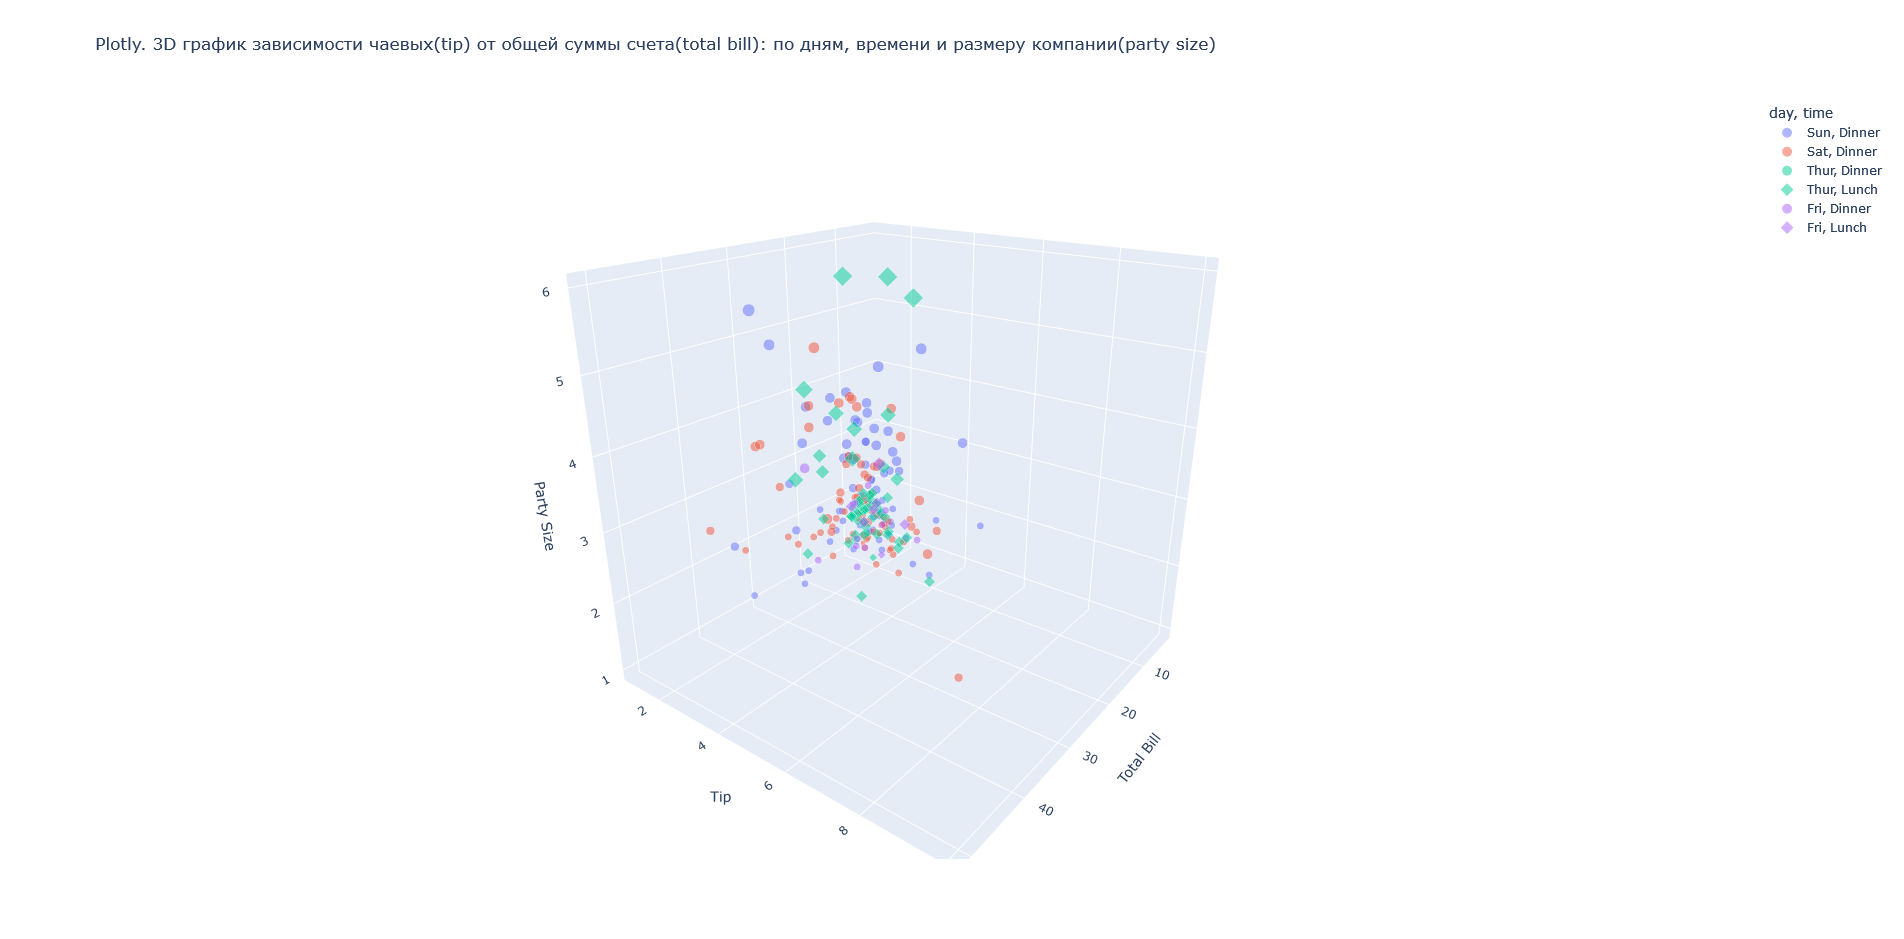 Plotly. 3D график зависимости чаевых(tip) от общей суммы счета(total bill): по дням, времени и размеру компании(party size)
day, time
Sun, Dinner
Sat, Dinner
Thur, Dinner
Thur, Lunch
Fri, Dinner
Fri, Lunch
6
5
4
3
2
1
Party Size
2
4
6
8
Tip
10
20
30
40
Total Bill